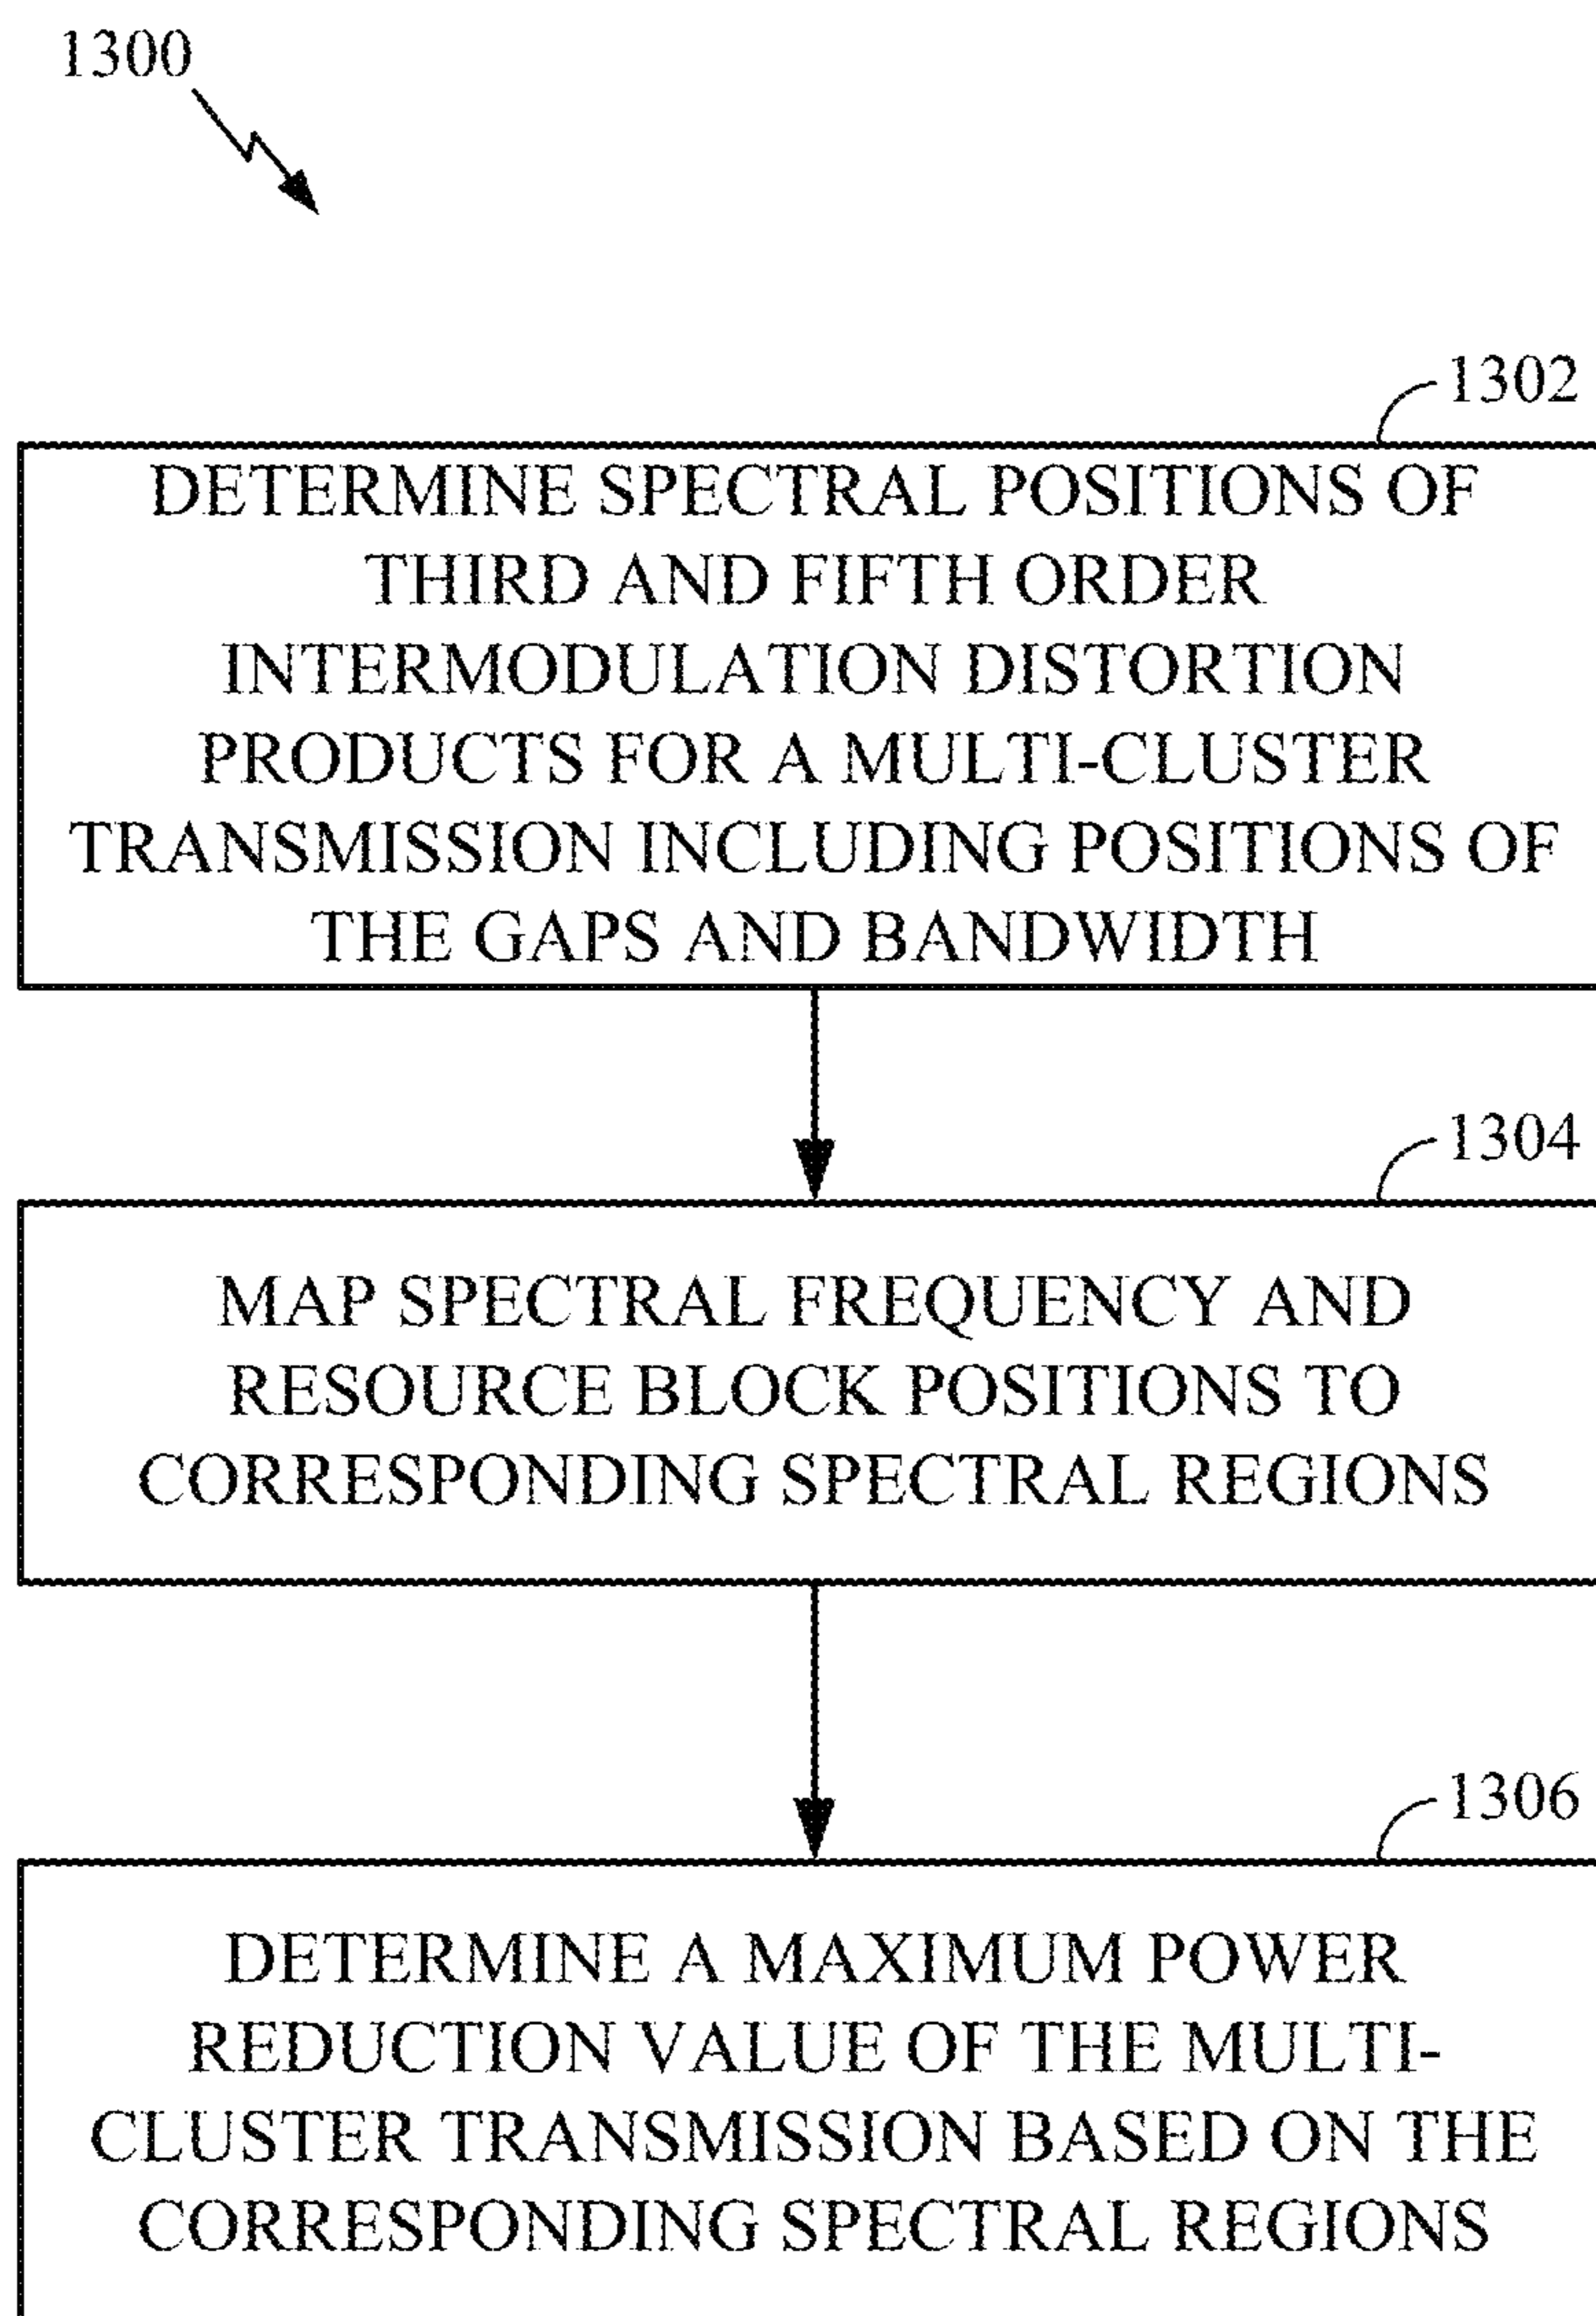 1300
1302
DETERMINE SPECTRAL POSITIONS OF
THIRD AND FIFTH ORDER
INTERMODULATION DISTORTION
PRODUCTS FOR A MULTI-CLUSTER
TRANSMISSION INCLUDING POSITIONS OF
THE GAPS AND BANDWIDTH
1304
MAP SPECTRAL FREQUENCY AND
RESOURCE BLOCK POSITIONS TO
CORRESPONDING SPECTRAL REGIONS
1306
DETERMINE A MAXIMUM POWER
REDUCTION VALUE OF THE MULTI-
CLUSTER TRANSMISSION BASED ON THE
CORRESPONDING SPECTRAL REGIONS